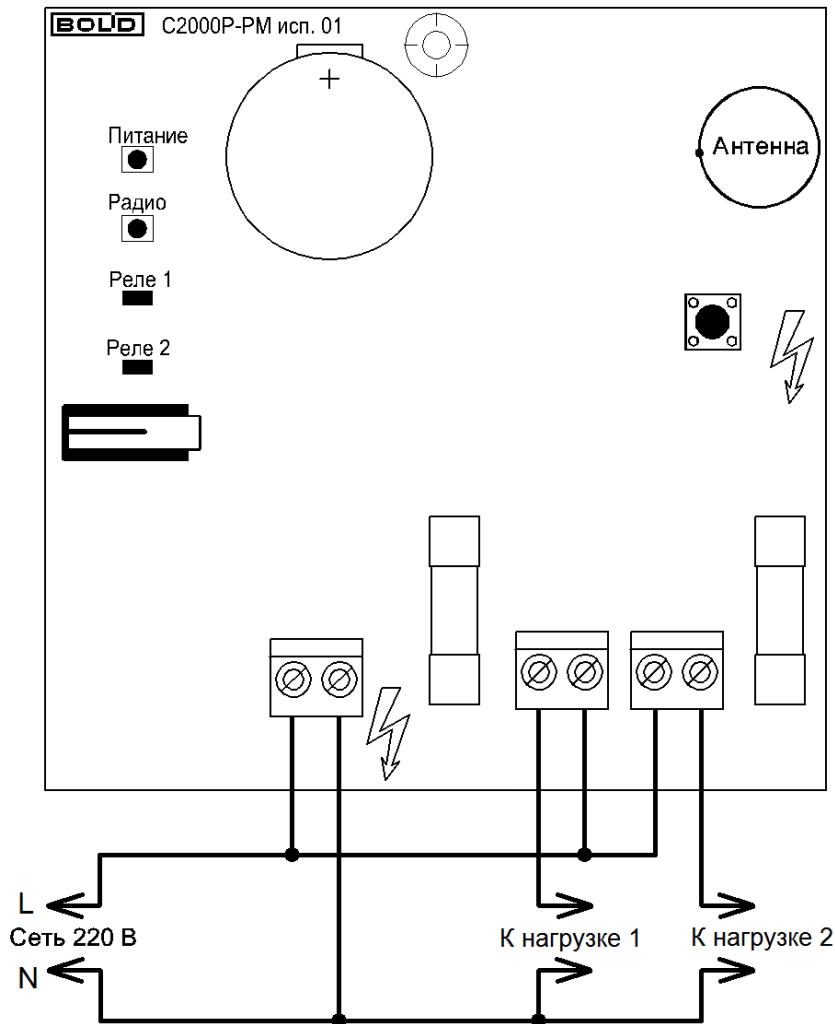 BOLID С2000Р-РМ исп. 01
+
Питание
Антенна
Радио
Реле 1
Реле 2
L
Сеть 220 В
К нагрузке 1
К нагрузке 2
N